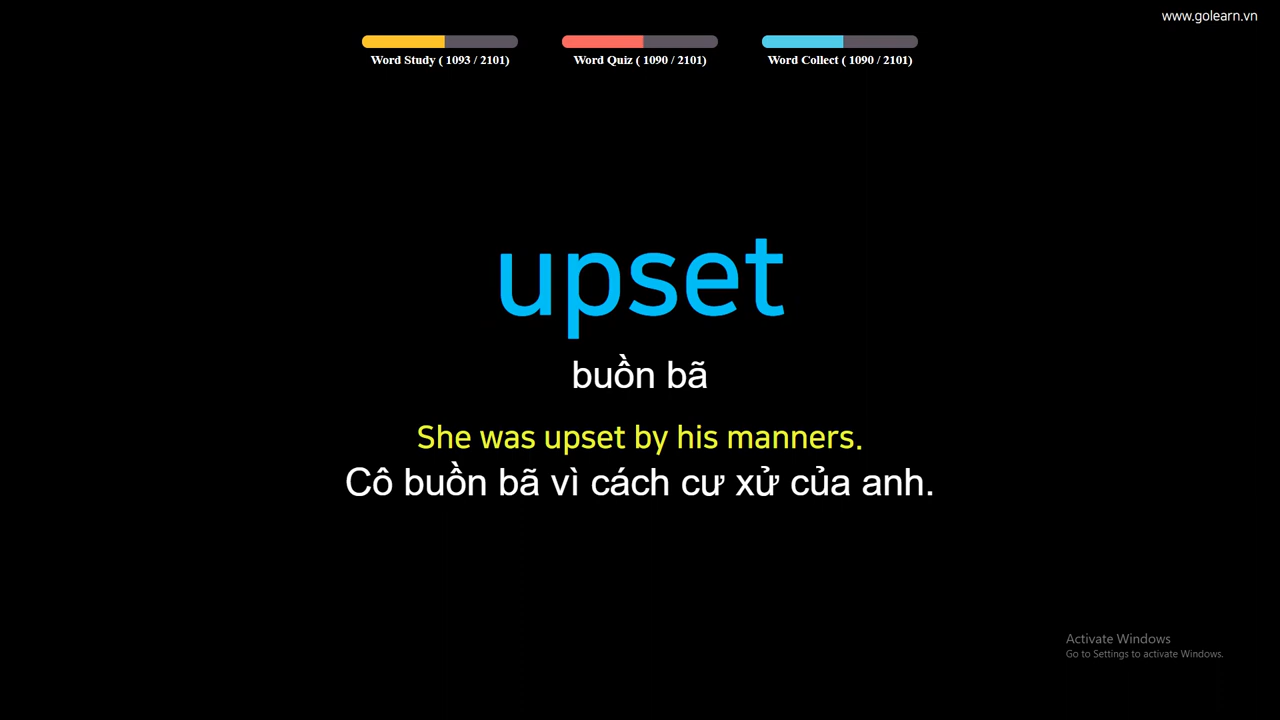 www.golearn.vn
Word Study ( 1093 / 2101)
Word Quiz ( 1090 / 2101)
Word Collect ( 1090 / 2101)
upset
buồn bã
She was upset by his manners.
Cô buồn bã vì cách cư xử của anh.
Activate Windows
Go to Settings to activate Windows.